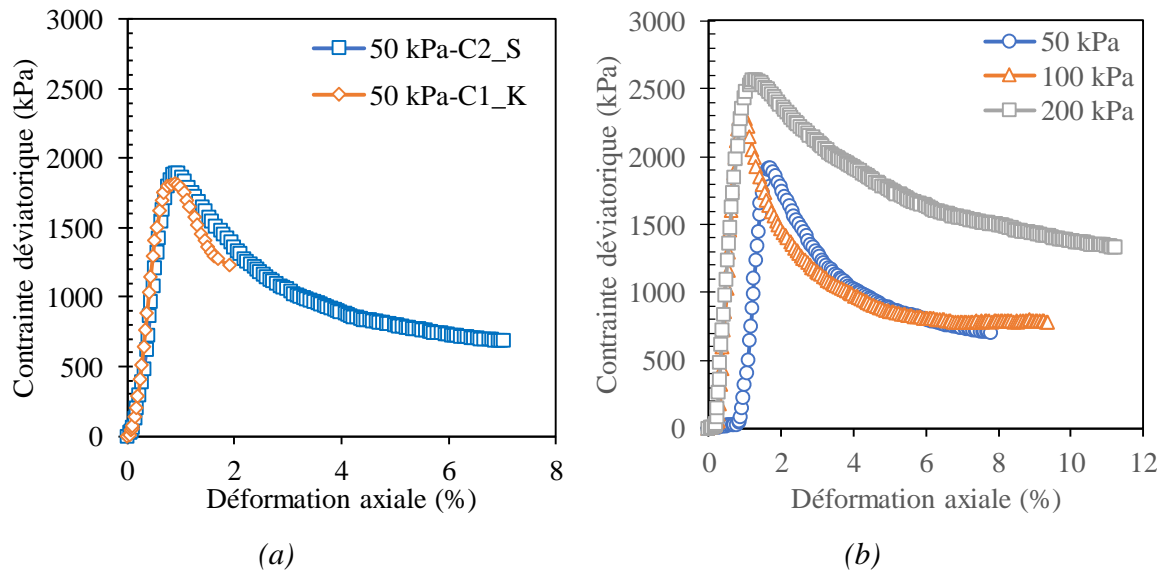 3000
2500
2000
1500
1000
500
0
Contrainte déviatorique (kPa)
50 kPa-C2_S
50 kPa-C1_K
0 2 4 6 8
Déformation axiale (%)
(a)
3000
2500
2000
1500
1000
500
0
Contrainte déviatorique (kPa)
50 kPa
100 kPa
200 kPa
0 2 4 6 8 10 12
Déformation axiale (%)
(b)